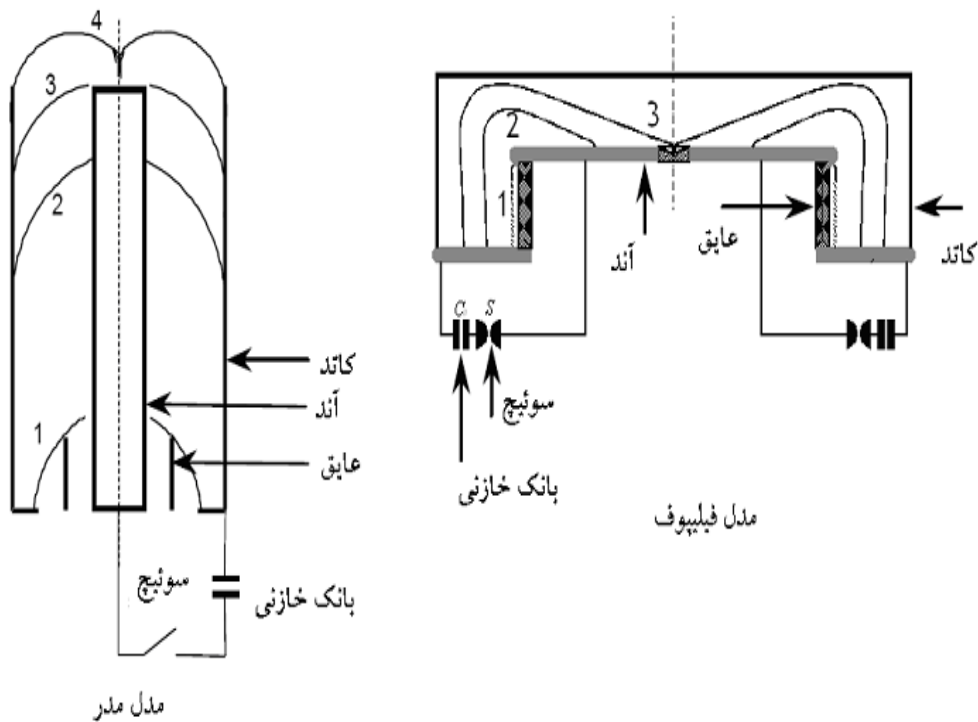 4
3
2
1
کاتد
آند
عایق
سوئیچ
بانک خازنی
مدل مدر
3
2
1
عایق
آند
کاتد
C S
سوئیچ
بانک خازنی
مدل فیلیپوف